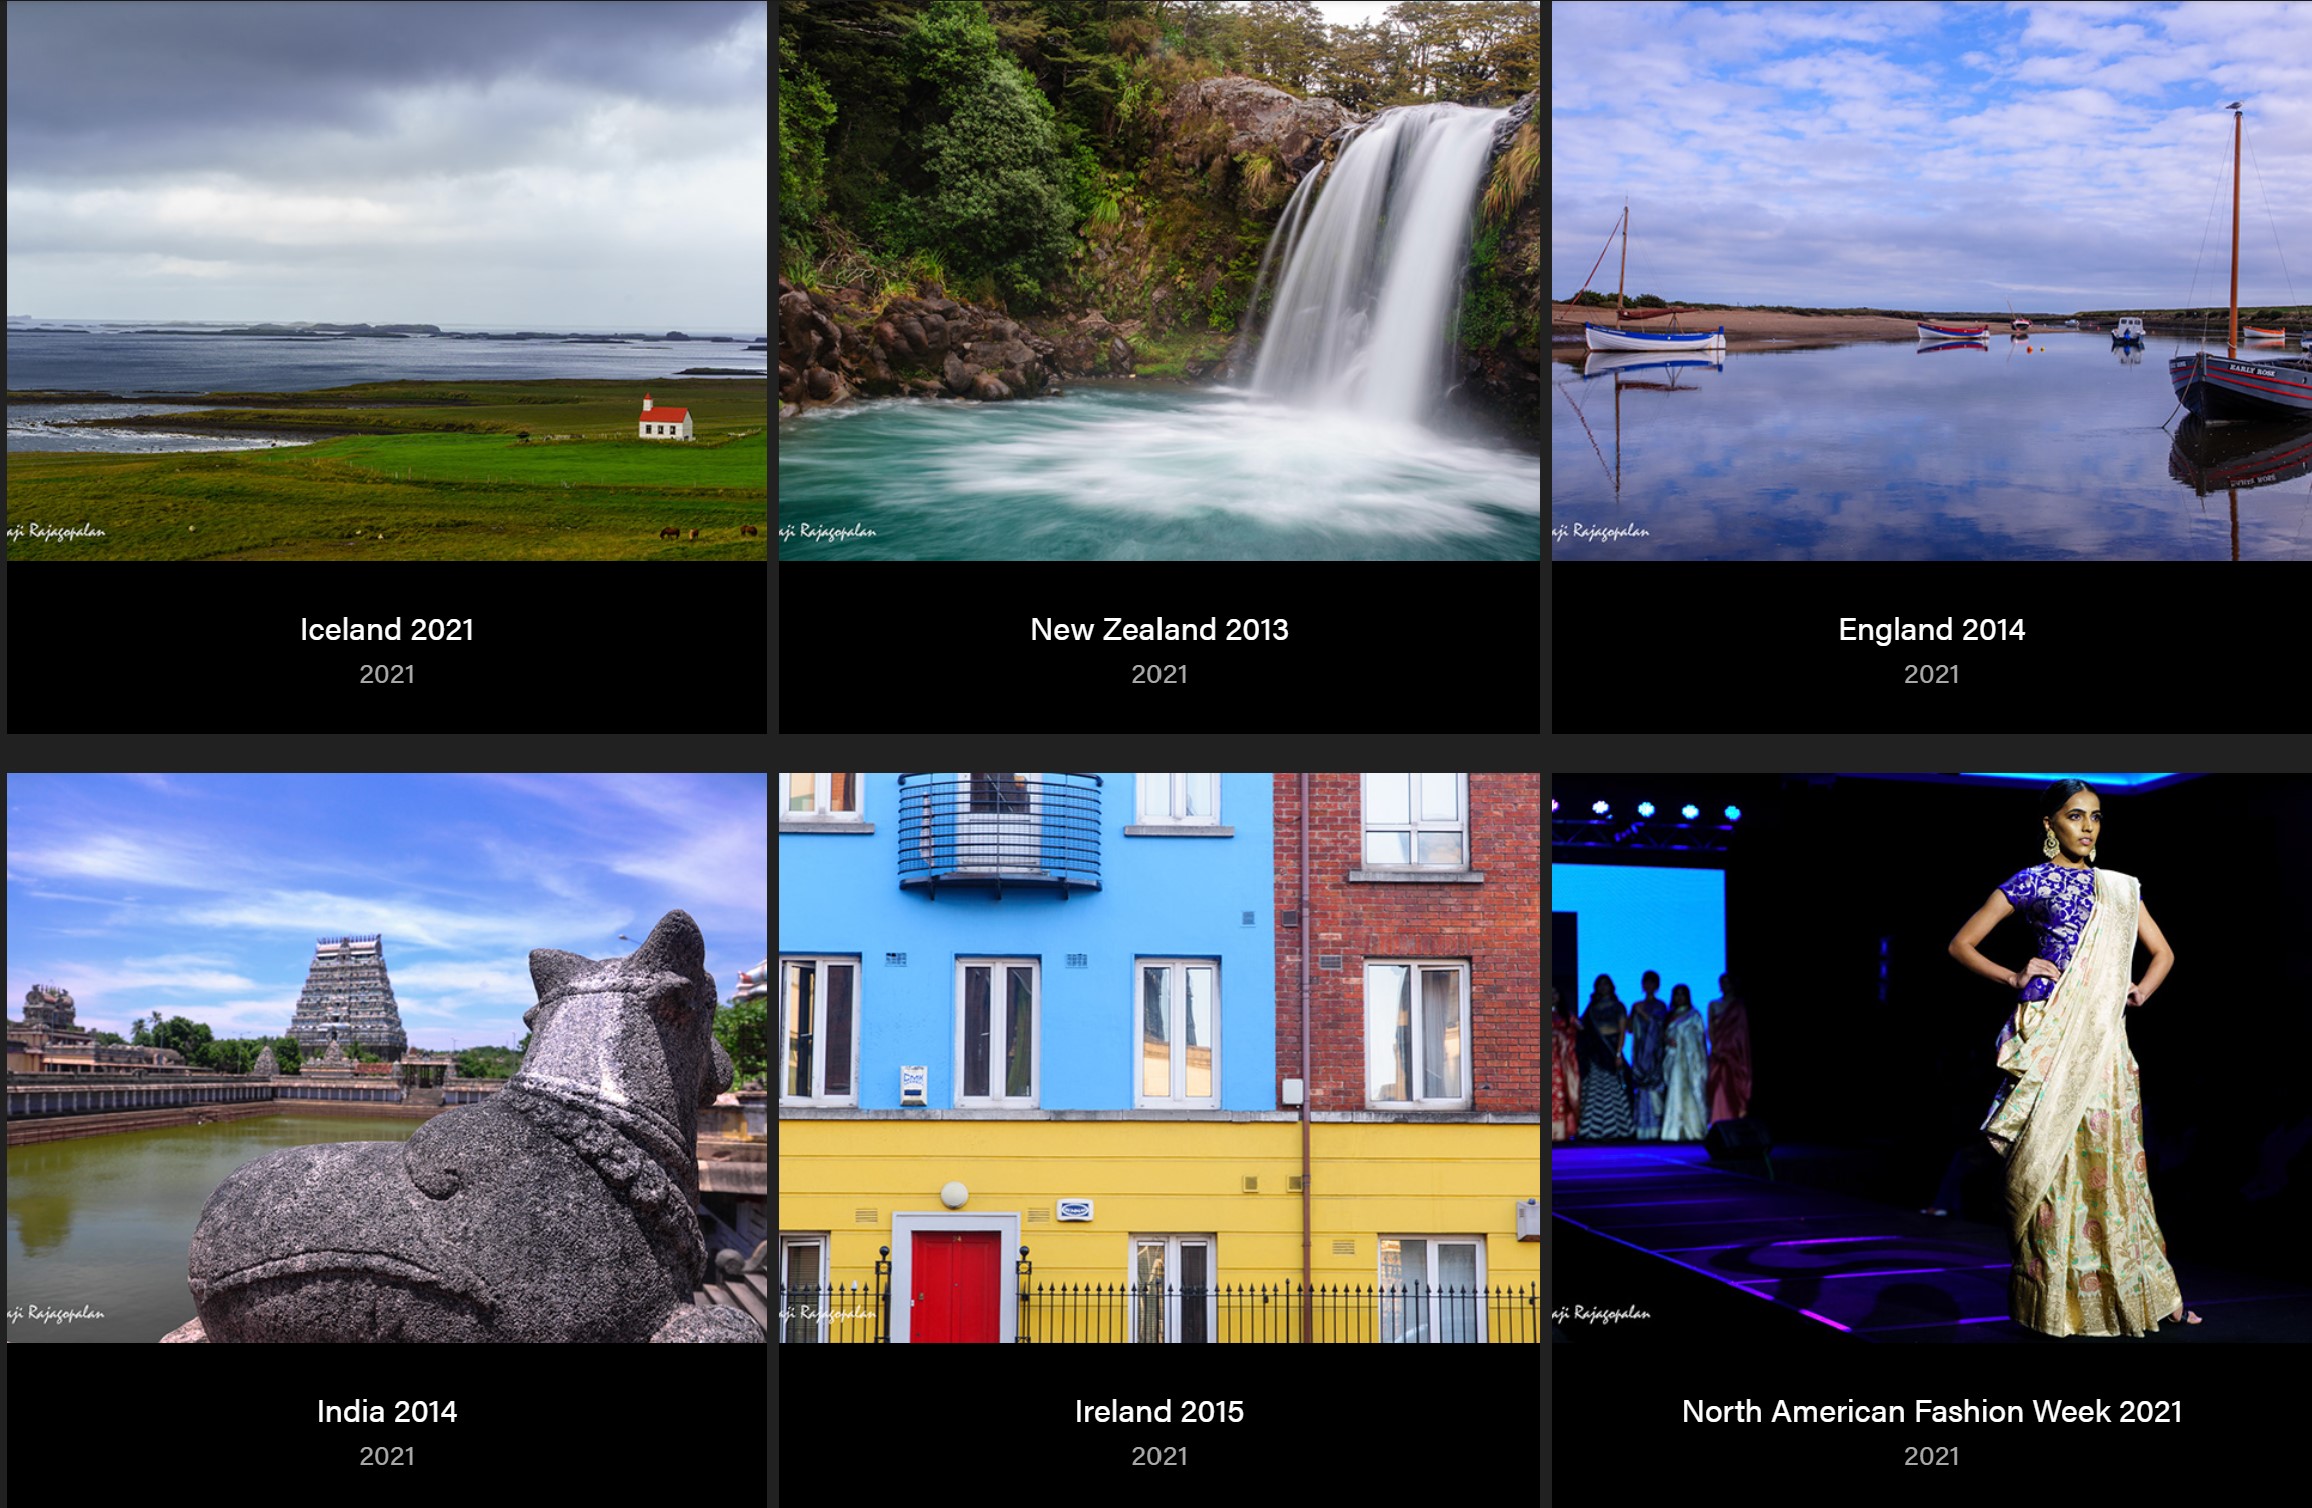 aji Rajagopalan
aji Rajagopalan
EARLY ROSE
aji Rajagopalan
Iceland 2021
2021
New Zealand 2013
2021
England 2014
2021
aji Rajagopalan
34
aji Rajagopalan
aji Rajagopalan
India 2014
2021
Ireland 2015
2021
North American Fashion Week 2021
2021